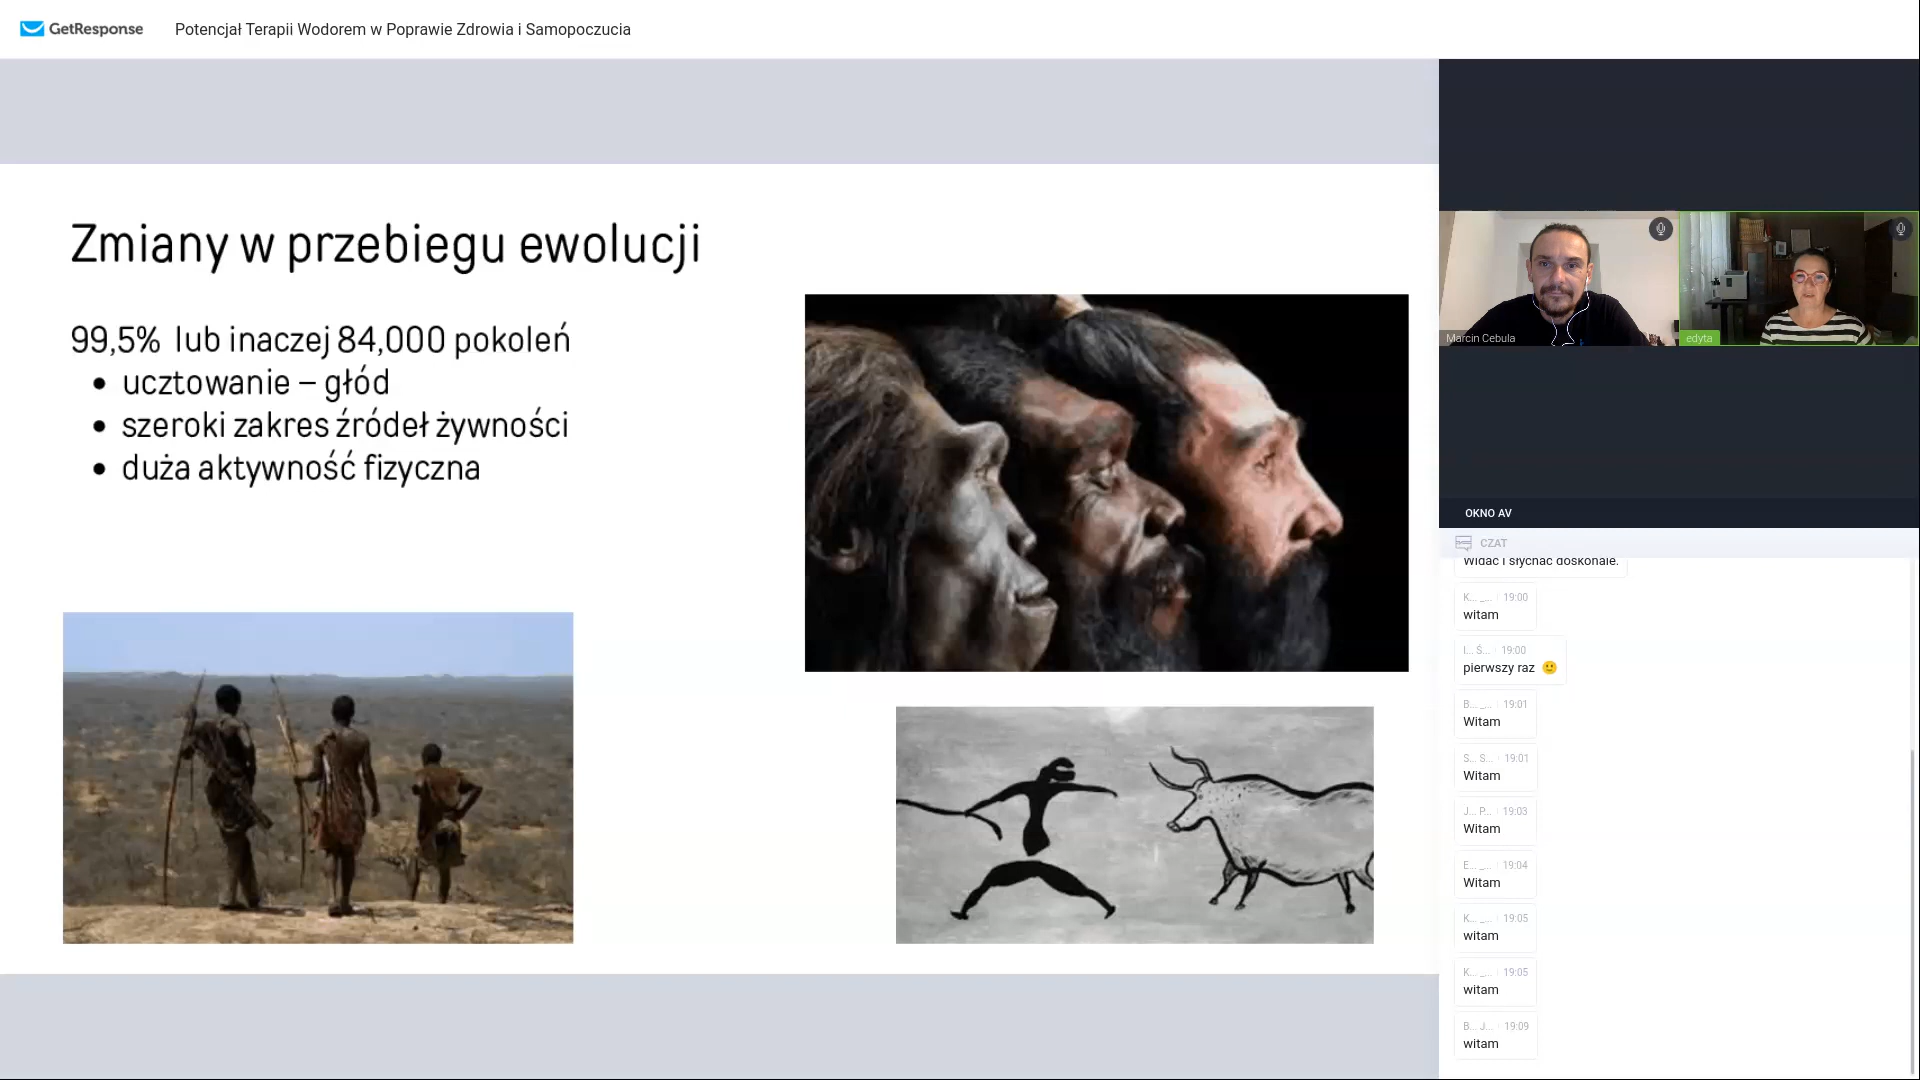 GetResponse
Potencjał Terapii Wodorem w Poprawie Zdrowia i Samopoczucia
Zmiany w przebiegu ewolucji
99,5% lub inaczej 84,000 pokoleń
• ucztowanie – głód
• szeroki zakres źródeł żywności
• duża aktywność fizyczna
Marcin Cebula
edyta
OKNO AV
CZAT
Widać i słychać doskonale.
K... _... 19:00
witam
I... Ś... 19:00
pierwszy raz 🙂
B... _... 19:01
Witam
S... S... 19:01
Witam
J... P... 19:03
Witam
E... _... 19:04
Witam
K... _... 19:05
witam
K... _... 19:05
witam
B... J... 19:09
witam